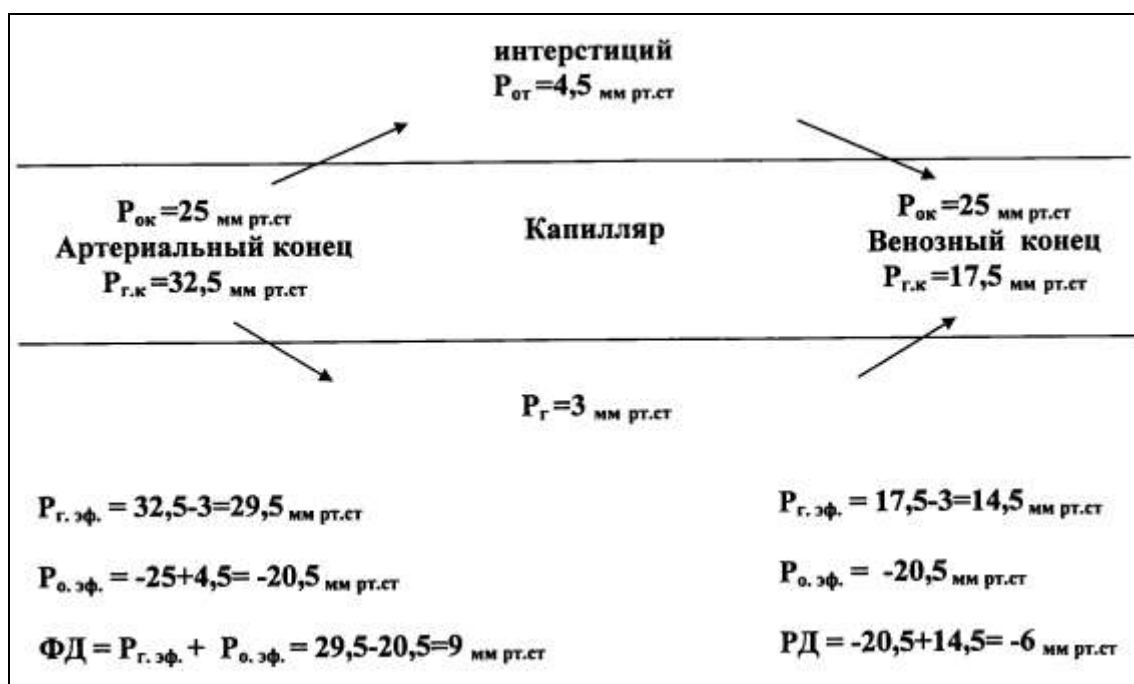 интерстиций
Pот =4,5 мм рт.ст
Pок =25 мм рт.ст
Артериальный конец
Pг.к =32,5 мм рт.ст
Капилляр
Pок =25 мм рт.ст
Венозный конец
Pг.к =17,5 мм рт.ст
Pг =3 мм рт.ст
Pг. эф. = 32,5-3=29,5 мм рт.ст
Pо. эф. = -25+4,5= -20,5 мм рт.ст
ФД = Pг. эф. + Pо. эф. = 29,5-20,5=9 мм рт.ст
Pг. эф. = 17,5-3=14,5 мм рт.ст
Pо. эф. = -20,5 мм рт.ст
РД = -20,5+14,5= -6 мм рт.ст